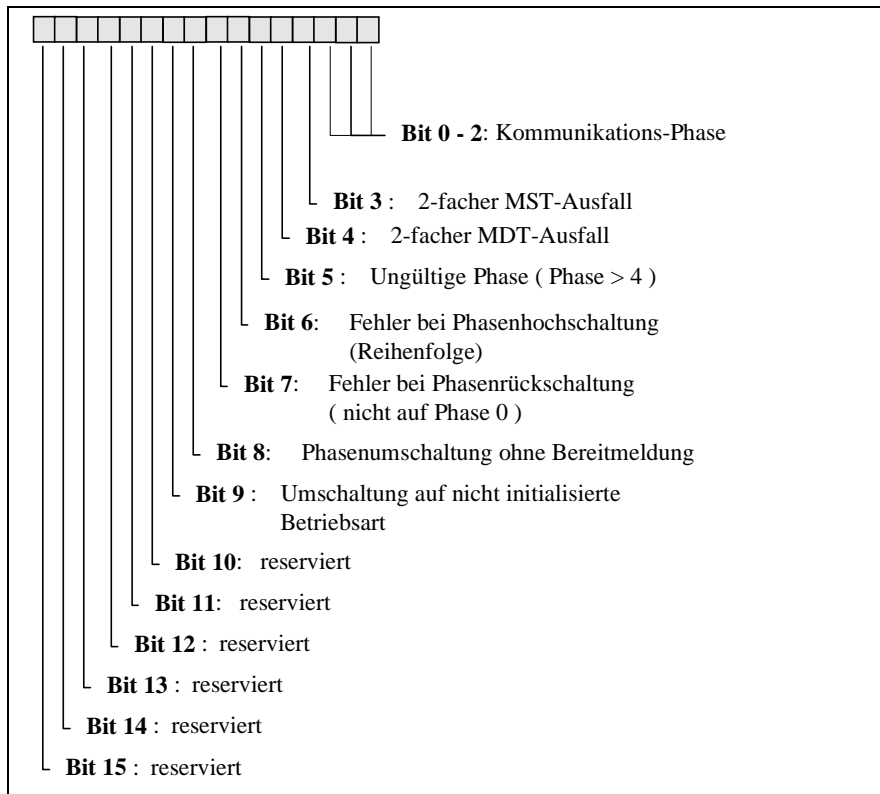 Bit 0 - 2: Kommunikations-Phase
Bit 3 : 2-facher MST-Ausfall
Bit 4 : 2-facher MDT-Ausfall
Bit 5 : Ungültige Phase ( Phase > 4 )
Bit 6: Fehler bei Phasenhochschaltung
(Reihenfolge)
Bit 7: Fehler bei Phasenrückschaltung
( nicht auf Phase 0 )
Bit 8: Phasenumschaltung ohne Bereitmeldung
Bit 9 : Umschaltung auf nicht initialisierte
Betriebsart
Bit 10: reserviert
Bit 11: reserviert
Bit 12 : reserviert
Bit 13 : reserviert
Bit 14 : reserviert
Bit 15 : reserviert